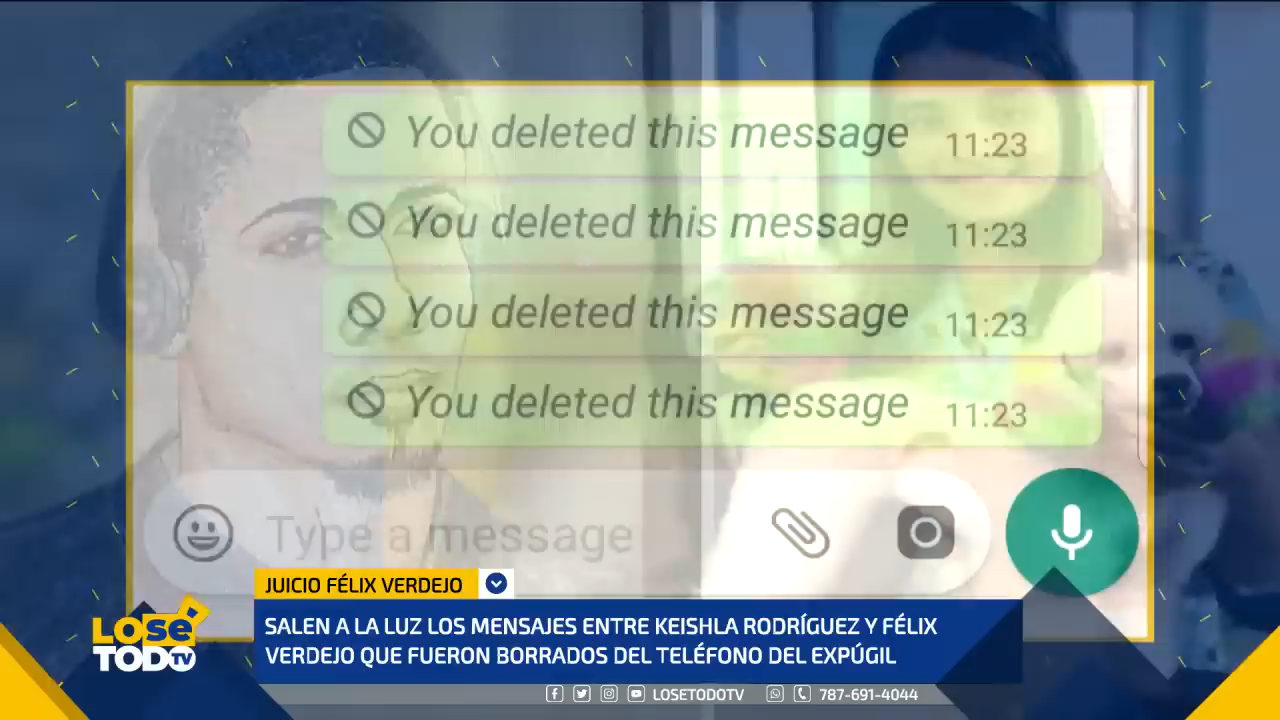 You deleted this message 11:23
You deleted this message 11:23
You deleted this message 11:23
You deleted this message 11:23
Type a message
JUICIO FÉLIX VERDEJO
LO sé
TODO TV
SALEN A LA LUZ LOS MENSAJES ENTRE KEISHLA RODRÍGUEZ Y FÉLIX
VERDEJO QUE FUERON BORRADOS DEL TELÉFONO DEL EXPÚGIL
LOSETODOTV 787-691-4044